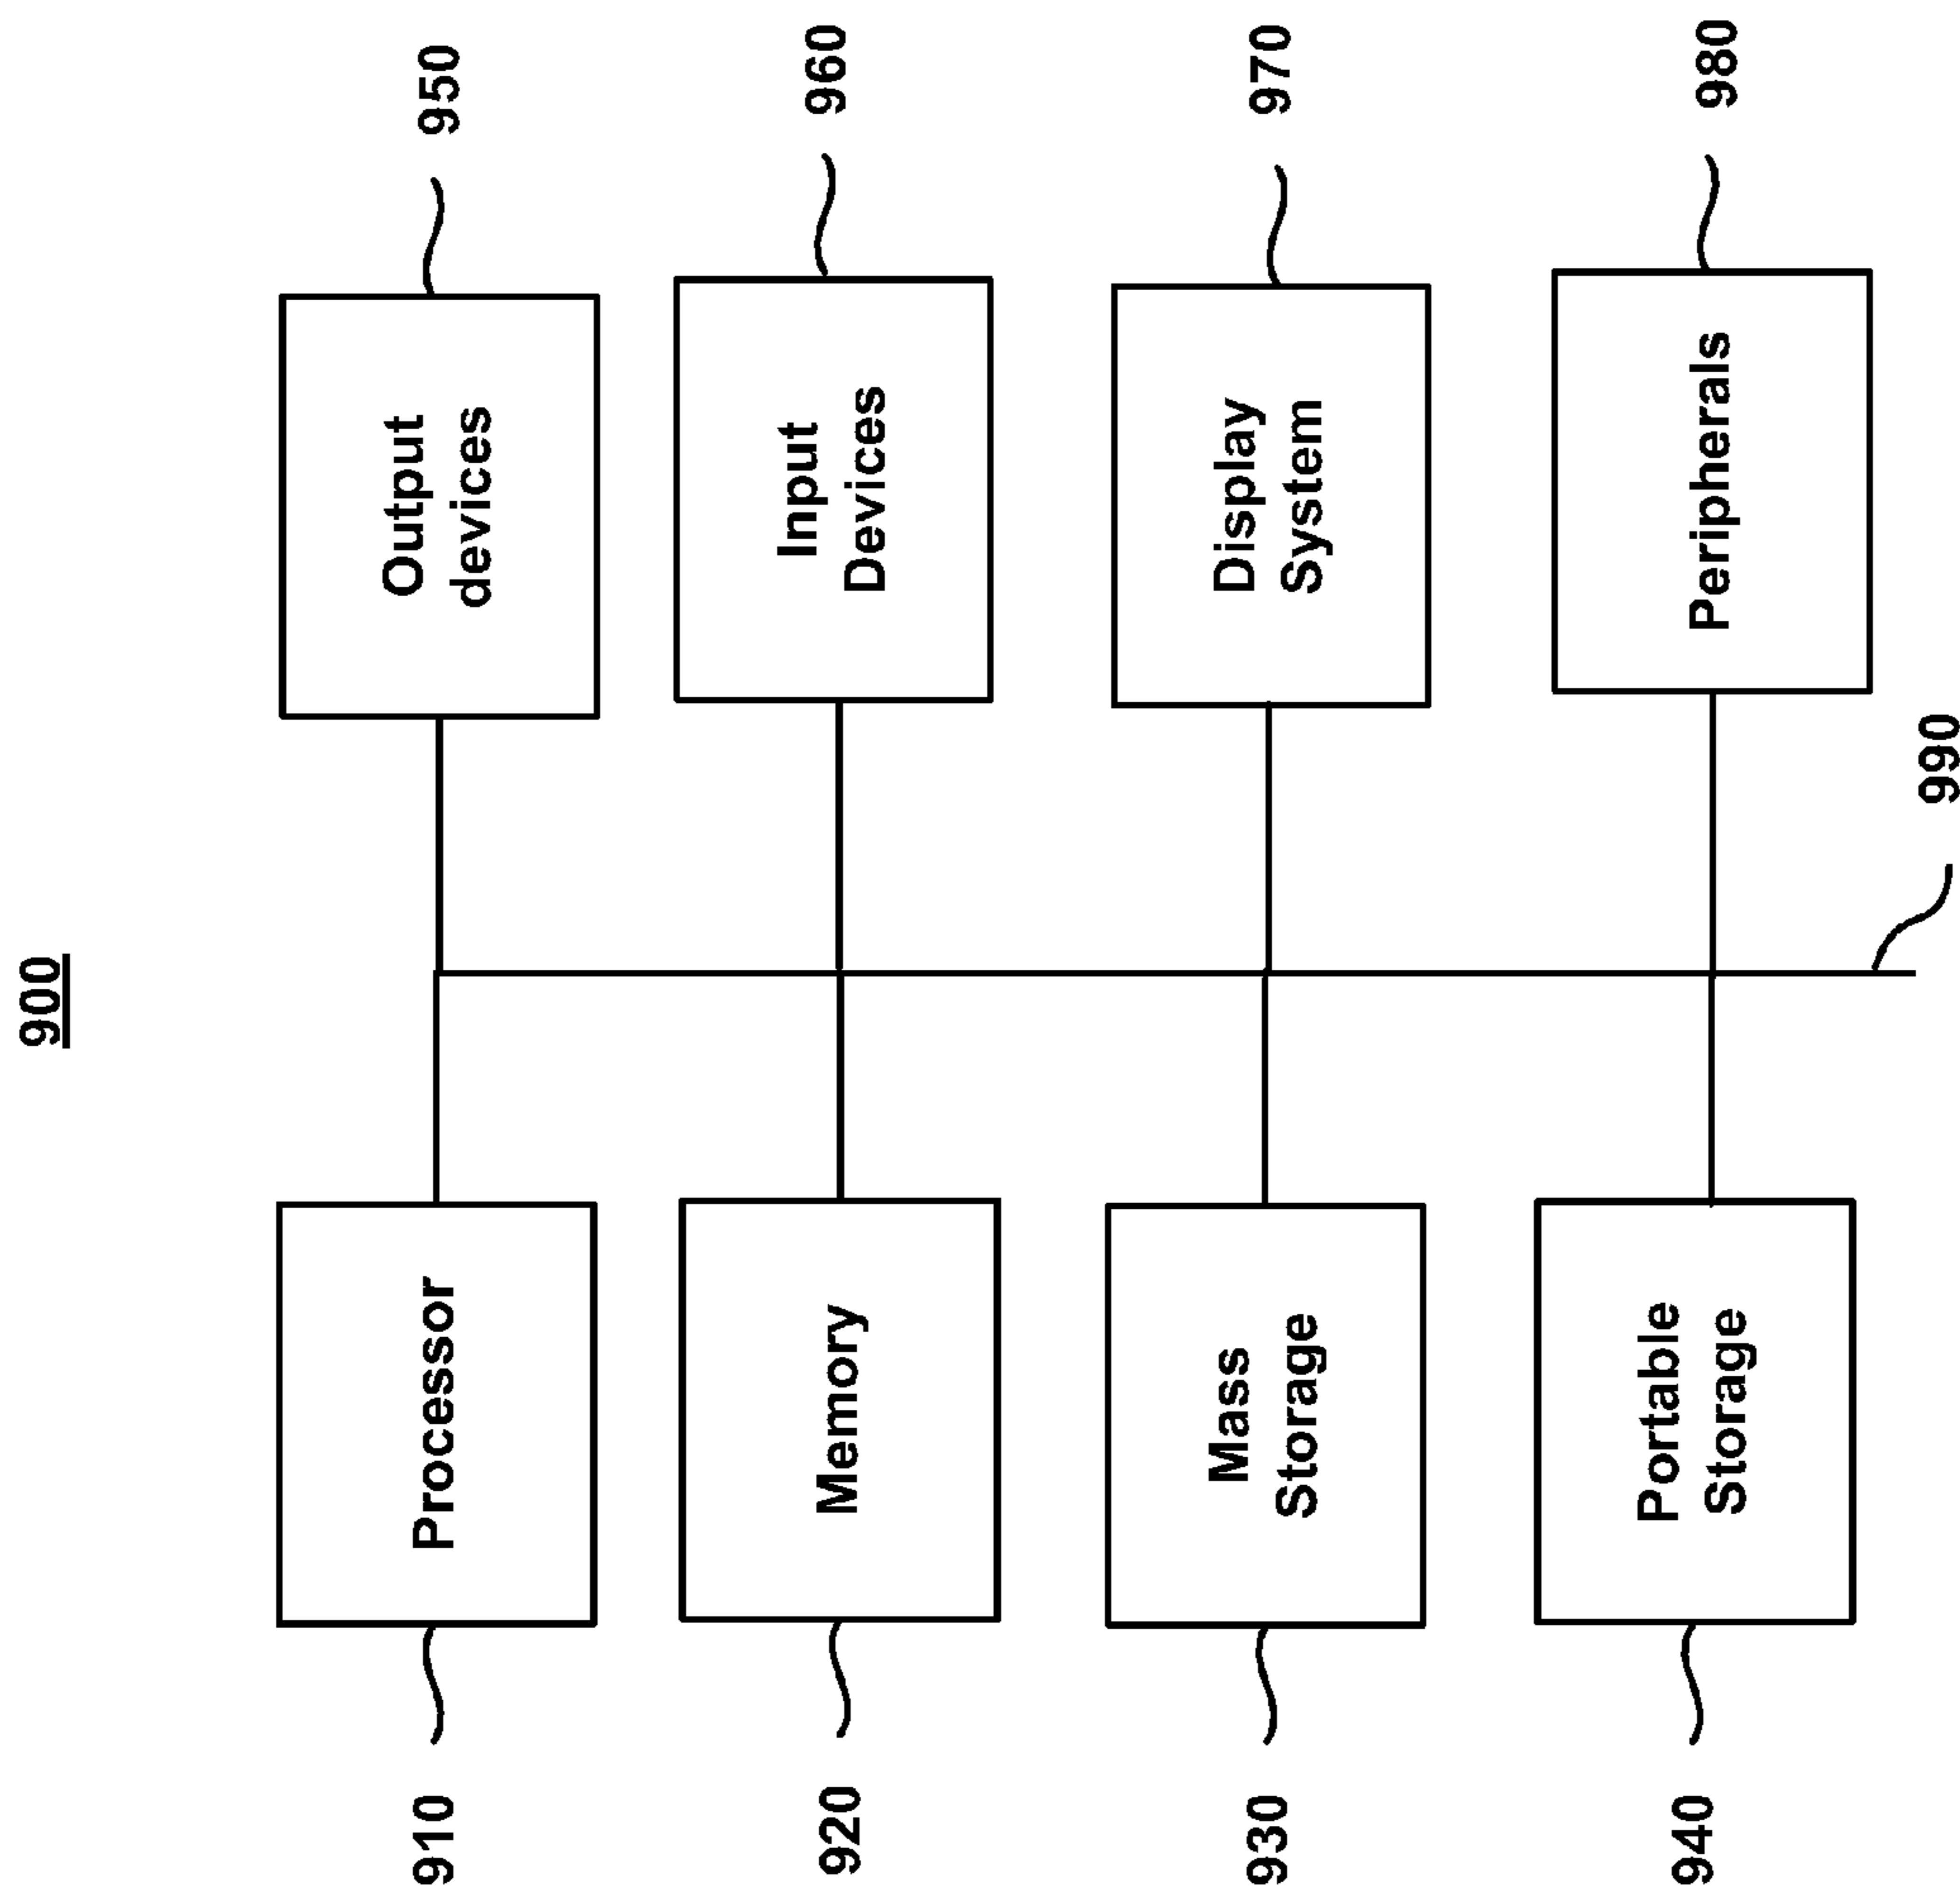 900
910
Processor
Output
devices
950
920
Memory
Input
Devices
960
930
Mass
Storage
Display
System
970
940
Portable
Storage
Peripherals
980
990